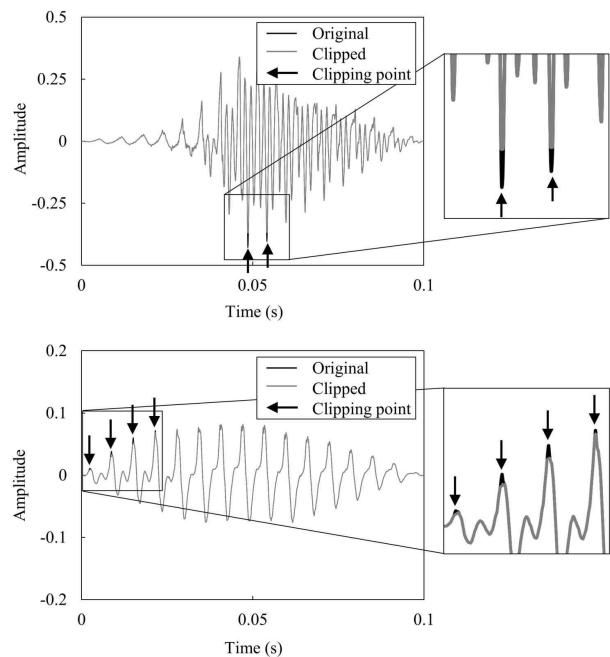 0.5
0.25
0
-0.25
-0.5
Amplitude
Original
Clipped
Clipping point
0
0.05
0.1
Time (s)
0.2
0.1
0
-0.1
-0.2
Amplitude
Original
Clipped
Clipping point
0
0.05
0.1
Time (s)